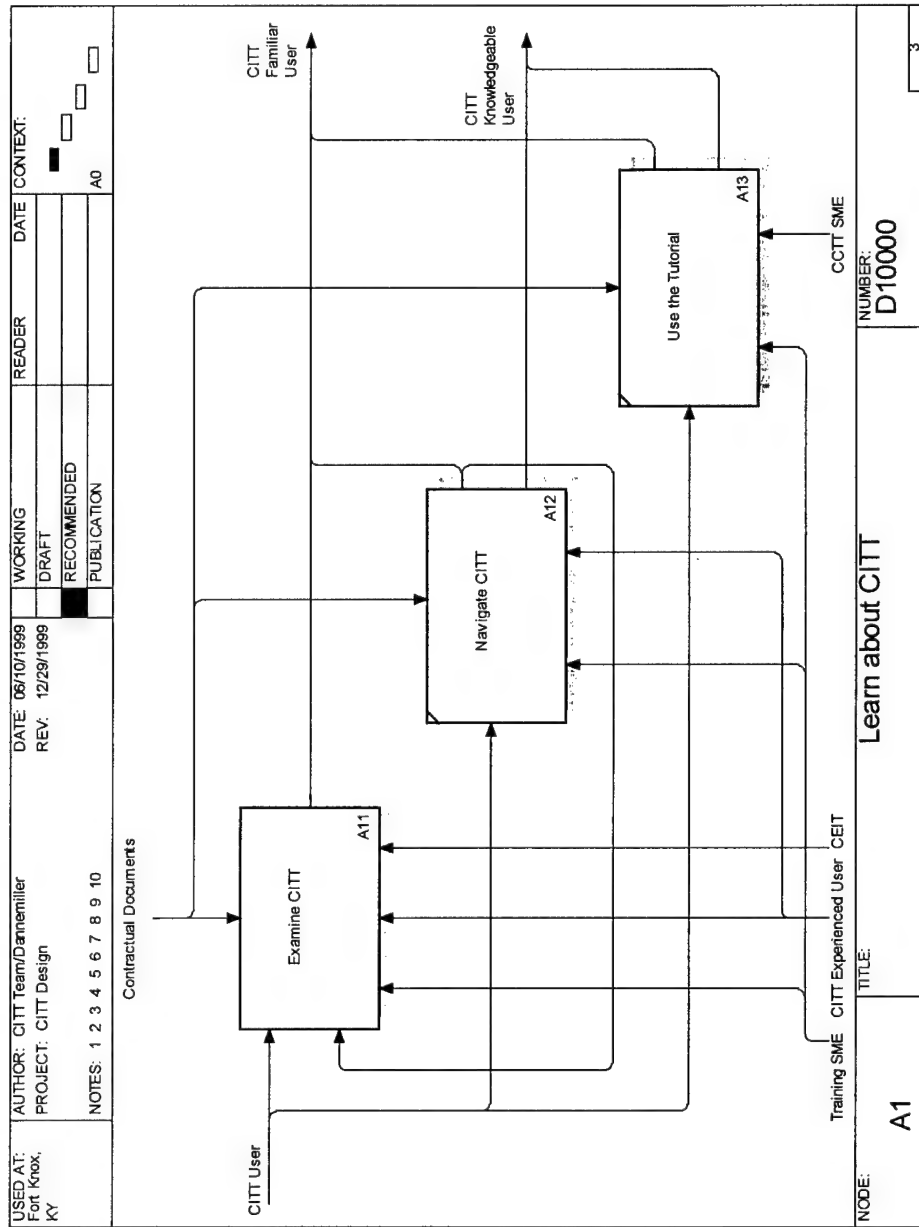 USED AT:
Fort Knox,
KY
AUTHOR: CITT Team/Dannemiller
PROJECT: CITT Design
NOTES: 1 2 3 4 5 6 7 8 9 10
DATE: 06/10/1999
REV: 12/29/1999
WORKING
DRAFT
RECOMMENDED
PUBLICATION
READER DATE
CONTEXT:
A0
Contractual Documents
CITT User
Examine CITT
A11
Navigate CITT
A12
Use the Tutorial
A13
CITT
Familiar
User
CITT
Knowledgeable
User
Training SME
CITT Experienced User
CEIT
CCTT SME
NODE:
A1
TITLE:
Learn about CITT
NUMBER:
D10000
3